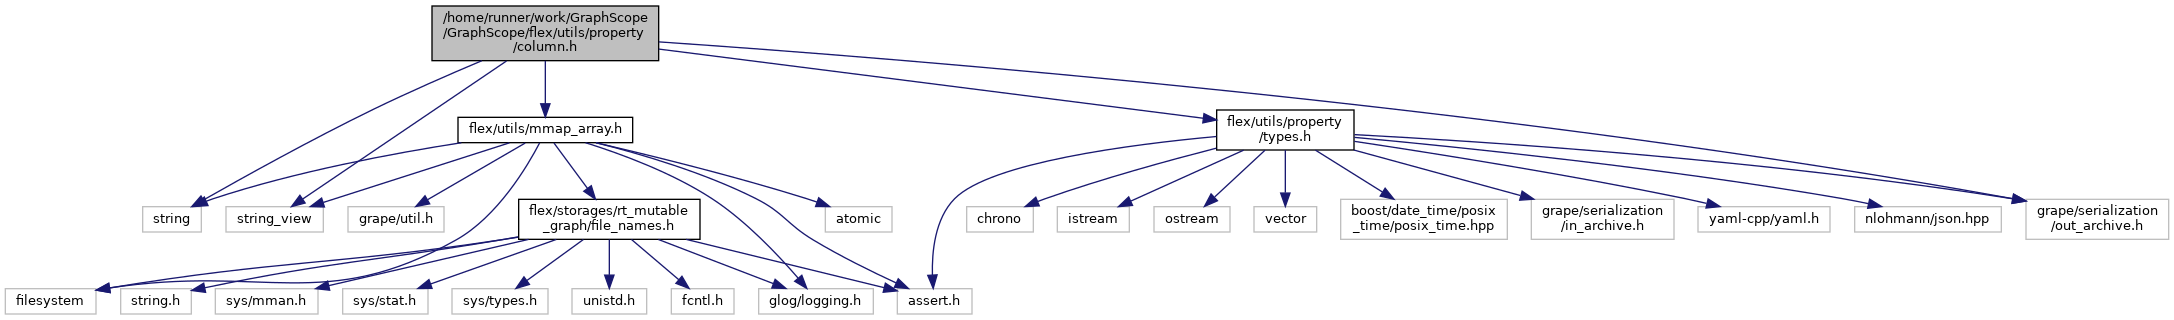 /home/runner/work/GraphScope
/GraphScope/flex/utils/property
/column.h
flex/utils/mmap_array.h
flex/utils/property
/types.h
string
string_view
grape/util.h
flex/storages/rt_mutable
_graph/file_names.h
atomic
chrono
istream
ostream
vector
boost/date_time/posix
_time/posix_time.hpp
grape/serialization
/in_archive.h
yaml-cpp/yaml.h
nlohmann/json.hpp
grape/serialization
/out_archive.h
filesystem
string.h
sys/mman.h
sys/stat.h
sys/types.h
unistd.h
fcntl.h
glog/logging.h
assert.h